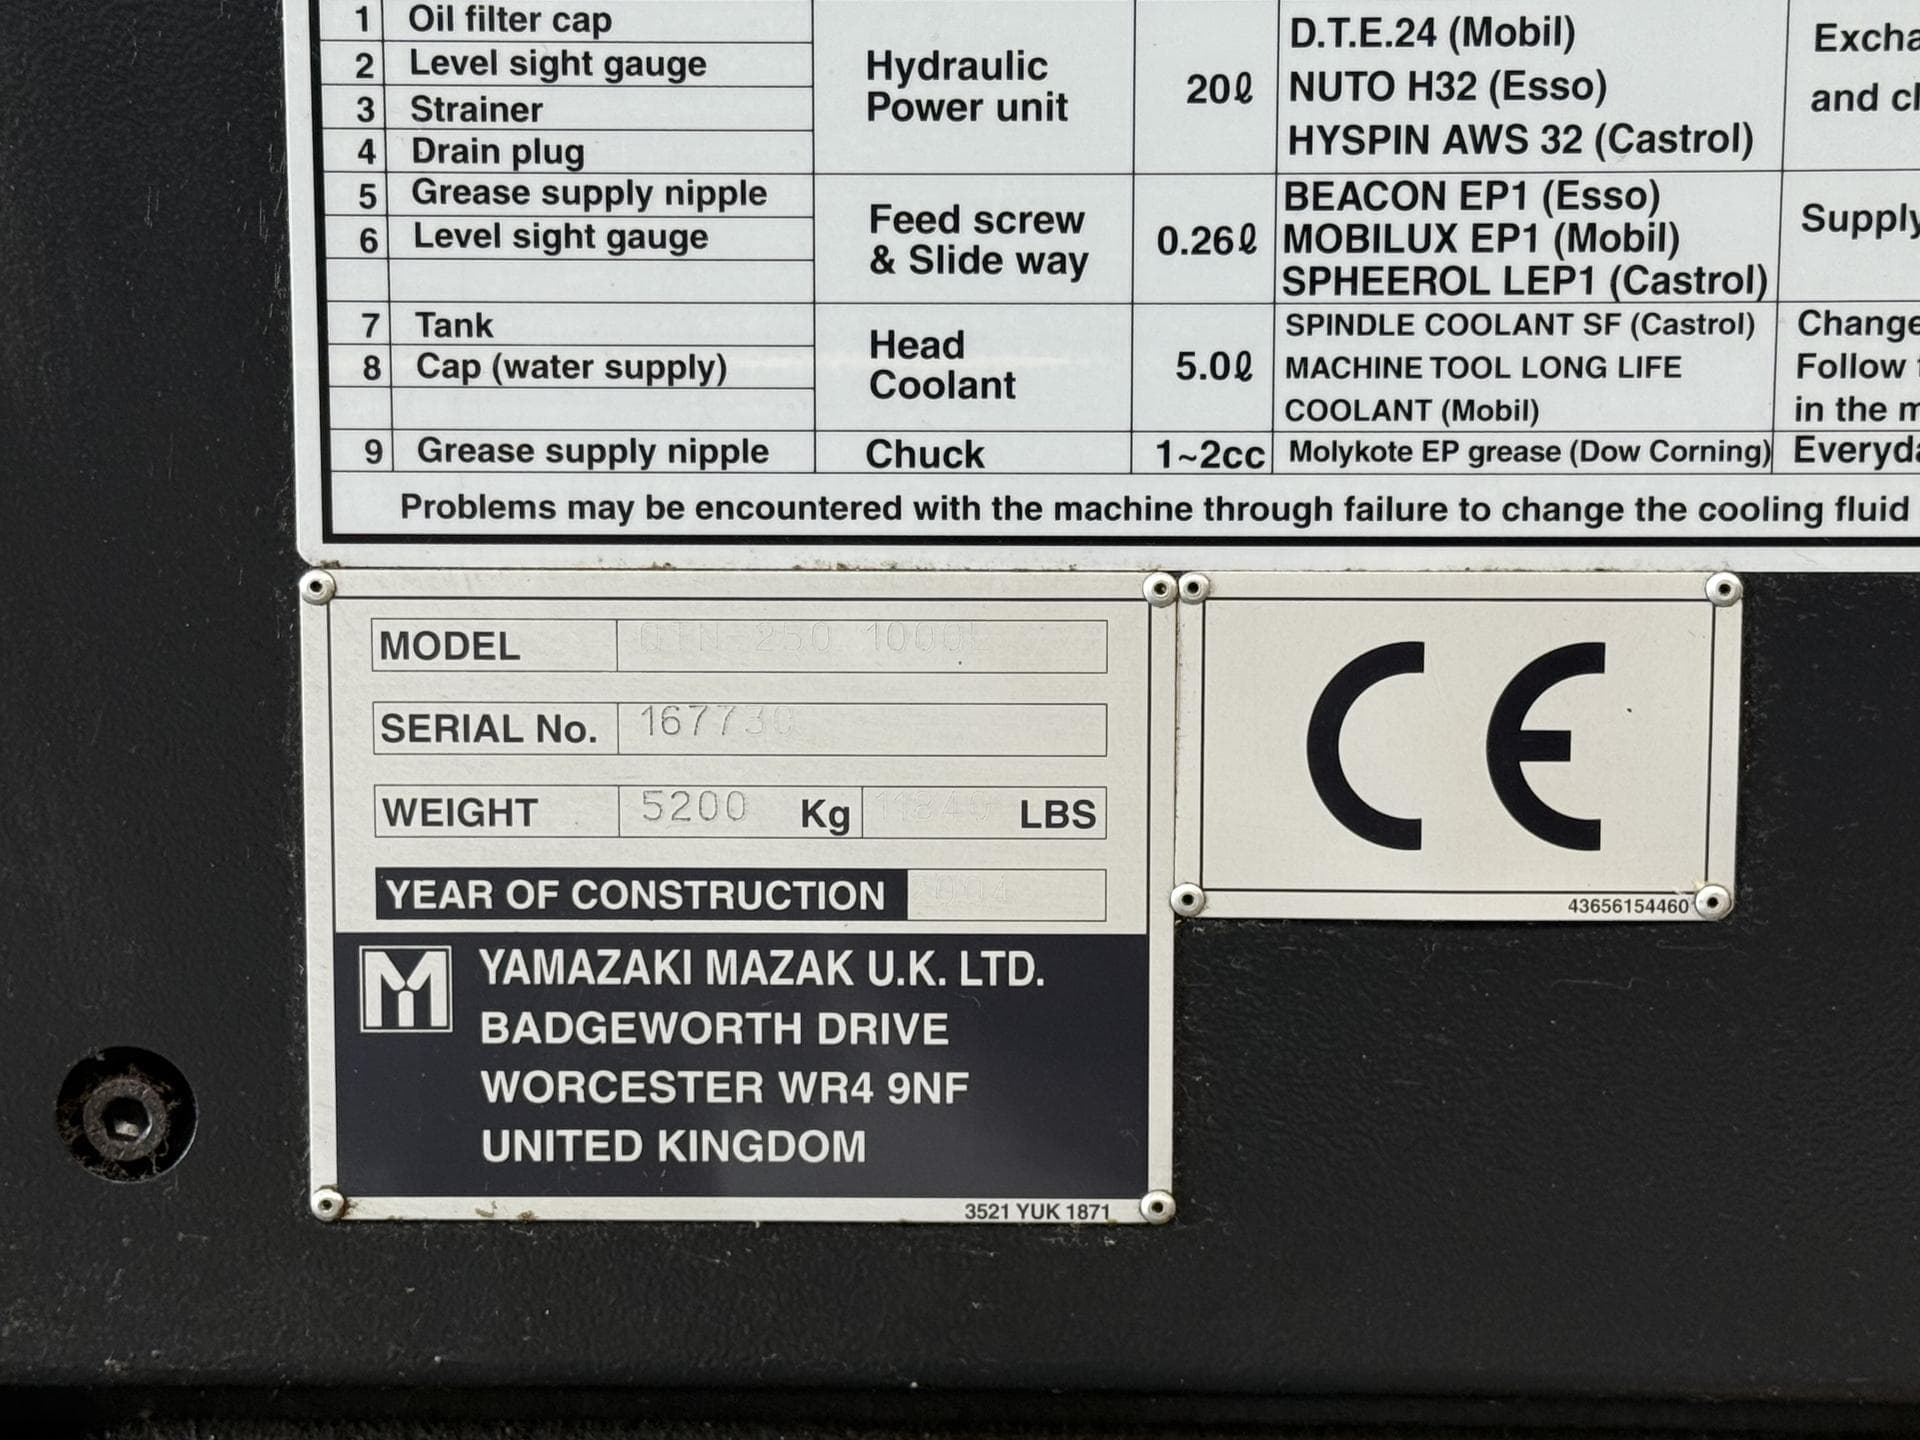 1 Oil filter cap
2 Level sight gauge
3 Strainer
4 Drain plug
Hydraulic
Power unit
20ℓ
D.T.E.24 (Mobil)
NUTO H32 (Esso)
HYSPIN AWS 32 (Castrol)
and
5 Grease supply nipple
6 Level sight gauge
Feed screw
& Slide way
0.26ℓ
BEACON EP1 (Esso)
MOBILUX EP1 (Mobil)
SPHEEROL LEP1 (Castrol)
Supply
7 Tank
8 Cap (water supply)
Head
Coolant
5.0ℓ
SPINDLE COOLANT SF (Castrol)
MACHINE TOOL LONG LIFE
COOLANT (Mobil)
Change
Follow
in the
9 Grease supply nipple
Chuck
1~2cc
Molykote EP grease (Dow Corning)
Problems may be encountered with the machine through failure to change the cooling fluid
MODEL QTN-250 1000
SERIAL No. 167730
WEIGHT 5200 Kg LBS
YEAR OF CONSTRUCTION
YAMAZAKI MAZAK U.K. LTD.
BADGEWORTH DRIVE
WORCESTER WR4 9NF
UNITED KINGDOM
3521 YUK 1871
CE
43656154460